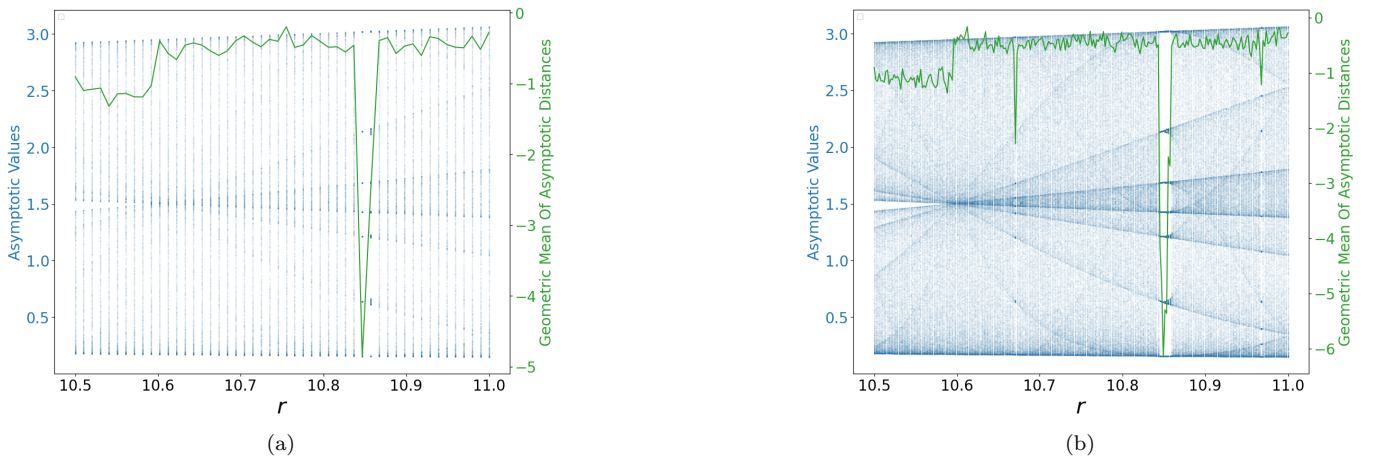 3.0
2.5
2.0
1.5
1.0
0.5
Asymptotic Values
10.5 10.6 10.7 10.8 10.9 11.0
r
0
−1
−2
−3
−4
−5
Geometric Mean Of Asymptotic Distances
(a)
3.0
2.5
2.0
1.5
1.0
0.5
Asymptotic Values
10.5 10.6 10.7 10.8 10.9 11.0
r
0
−1
−2
−3
−4
−5
−6
Geometric Mean Of Asymptotic Distances
(b)